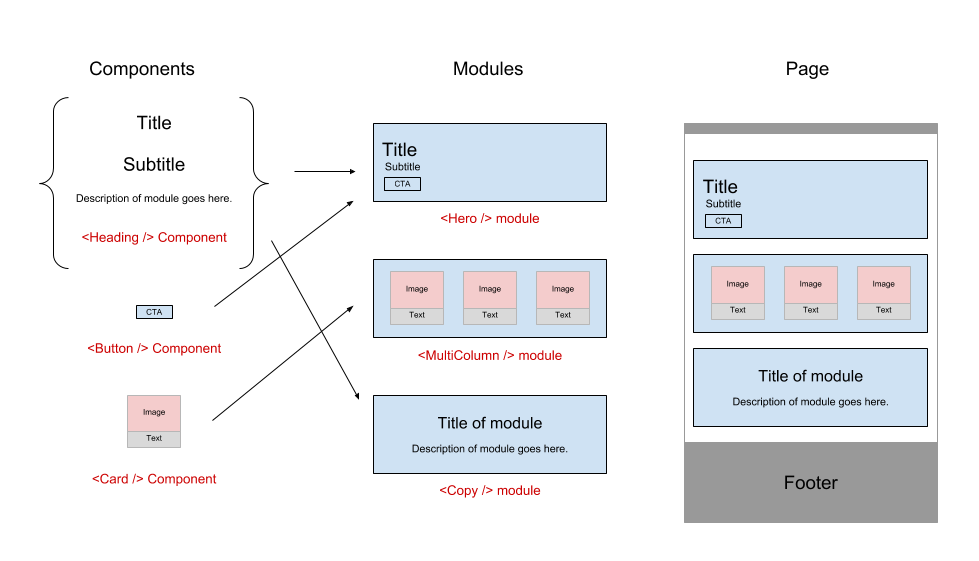 Components
Title
Subtitle
Description of module goes here.
<Heading /> Component
CTA
<Button /> Component
Image
Text
<Card /> Component
Modules
Title
Subtitle
CTA
<Hero /> module
Image
Text
Image
Text
Image
Text
<MultiColumn /> module
Title of module
Description of module goes here.
<Copy /> module
Page
Title
Subtitle
CTA
Image
Text
Image
Text
Image
Text
Title of module
Description of module goes here.
Footer